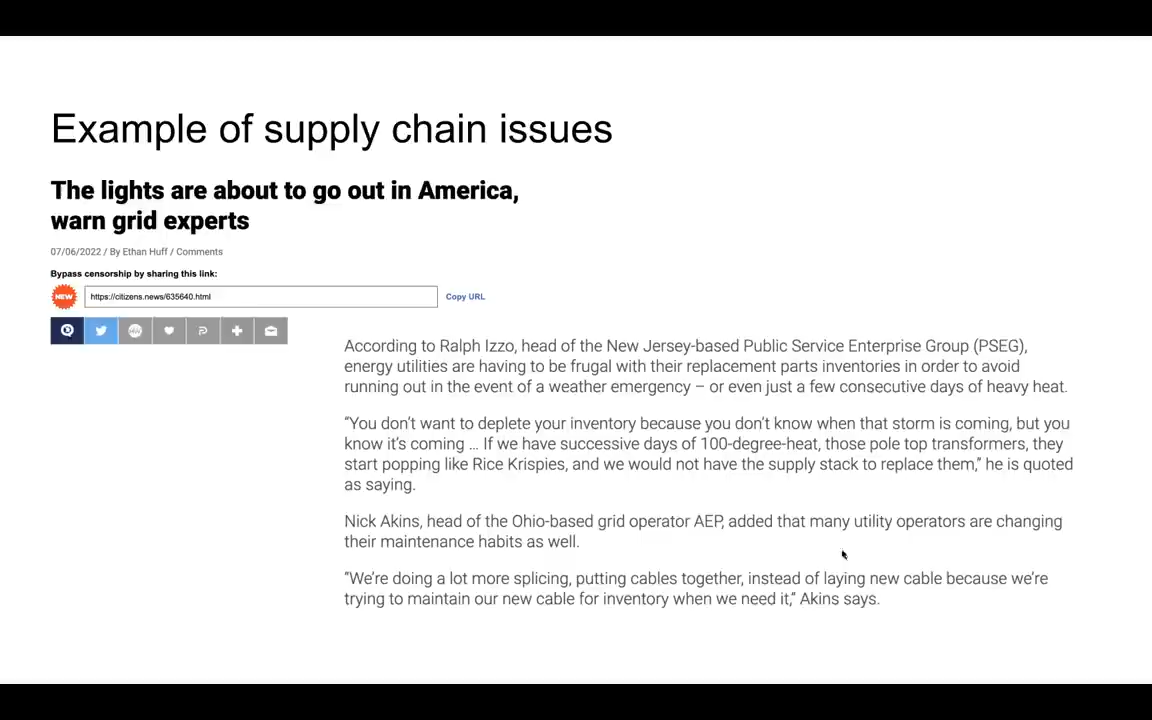 Example of supply chain issues
The lights are about to go out in America,
warn grid experts
07/06/2022 / By Ethan Huff / Comments
Bypass censorship by sharing this link:
NEW
https://citizens.news/635640.html
Copy URL
According to Ralph Izzo, head of the New Jersey-based Public Service Enterprise Group (PSEG),
energy utilities are having to be frugal with their replacement parts inventories in order to avoid
running out in the event of a weather emergency – or even just a few consecutive days of heavy heat.
“You don’t want to deplete your inventory because you don’t know when that storm is coming, but you
know it’s coming … If we have successive days of 100-degree-heat, those pole top transformers, they
start popping like Rice Krispies, and we would not have the supply stack to replace them,” he is quoted
as saying.
Nick Akins, head of the Ohio-based grid operator AEP, added that many utility operators are changing
their maintenance habits as well.
“We’re doing a lot more splicing, putting cables together, instead of laying new cable because we’re
trying to maintain our new cable for inventory when we need it,” Akins says.